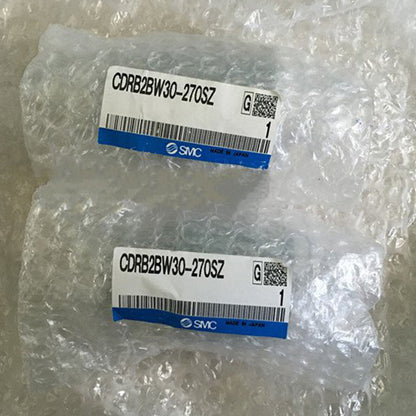 CDRB2BW30-270SZ
G
1
SMC MADE IN JAPAN
CDRB2BW30-270SZ
G
1
SMC MADE IN JAPAN